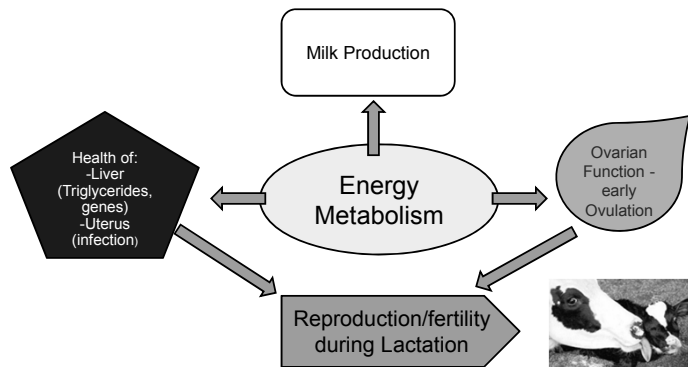 Milk Production
Health of:
-Liver
(Triglycerides,
genes)
-Uterus
(infection)
Energy
Metabolism
Ovarian
Function -
early
Ovulation
Reproduction/fertility
during Lactation